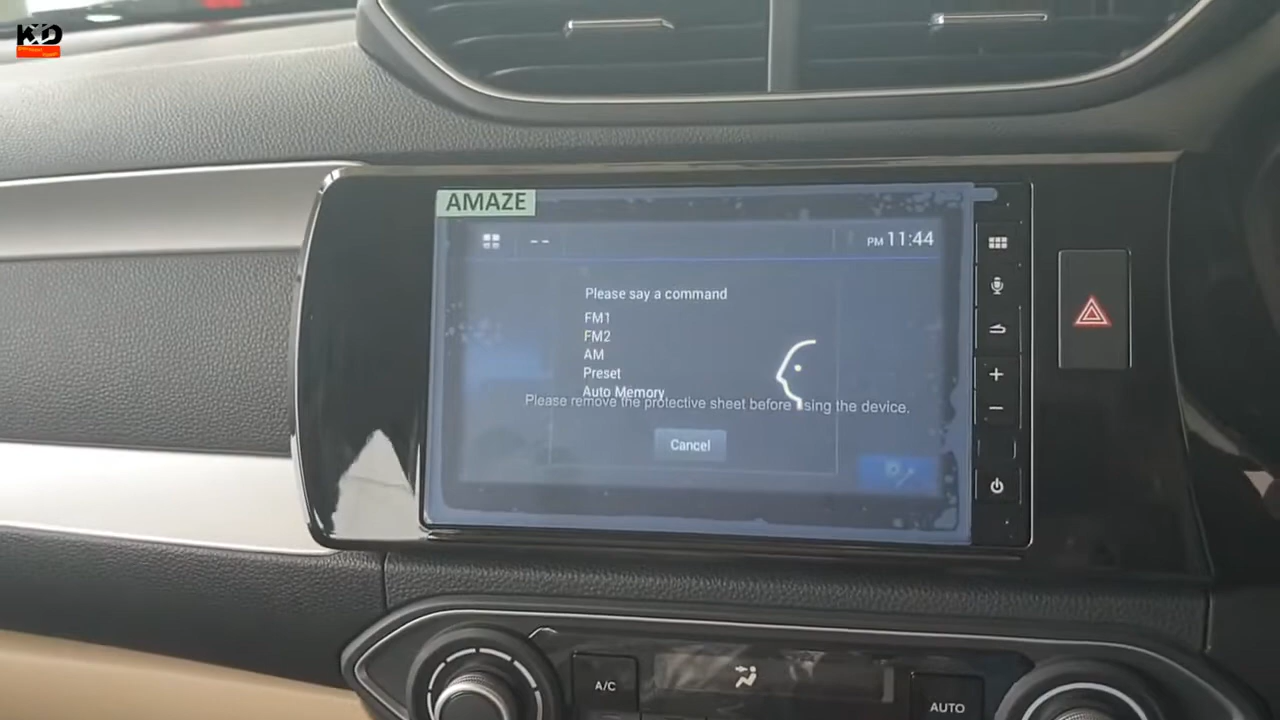 KD
AMAZE
-- 
PM 11:44
Please say a command
FM1
FM2
AM
Preset
Auto Memory
Please remove the protective sheet before using the device.
Cancel
A/C
AUTO